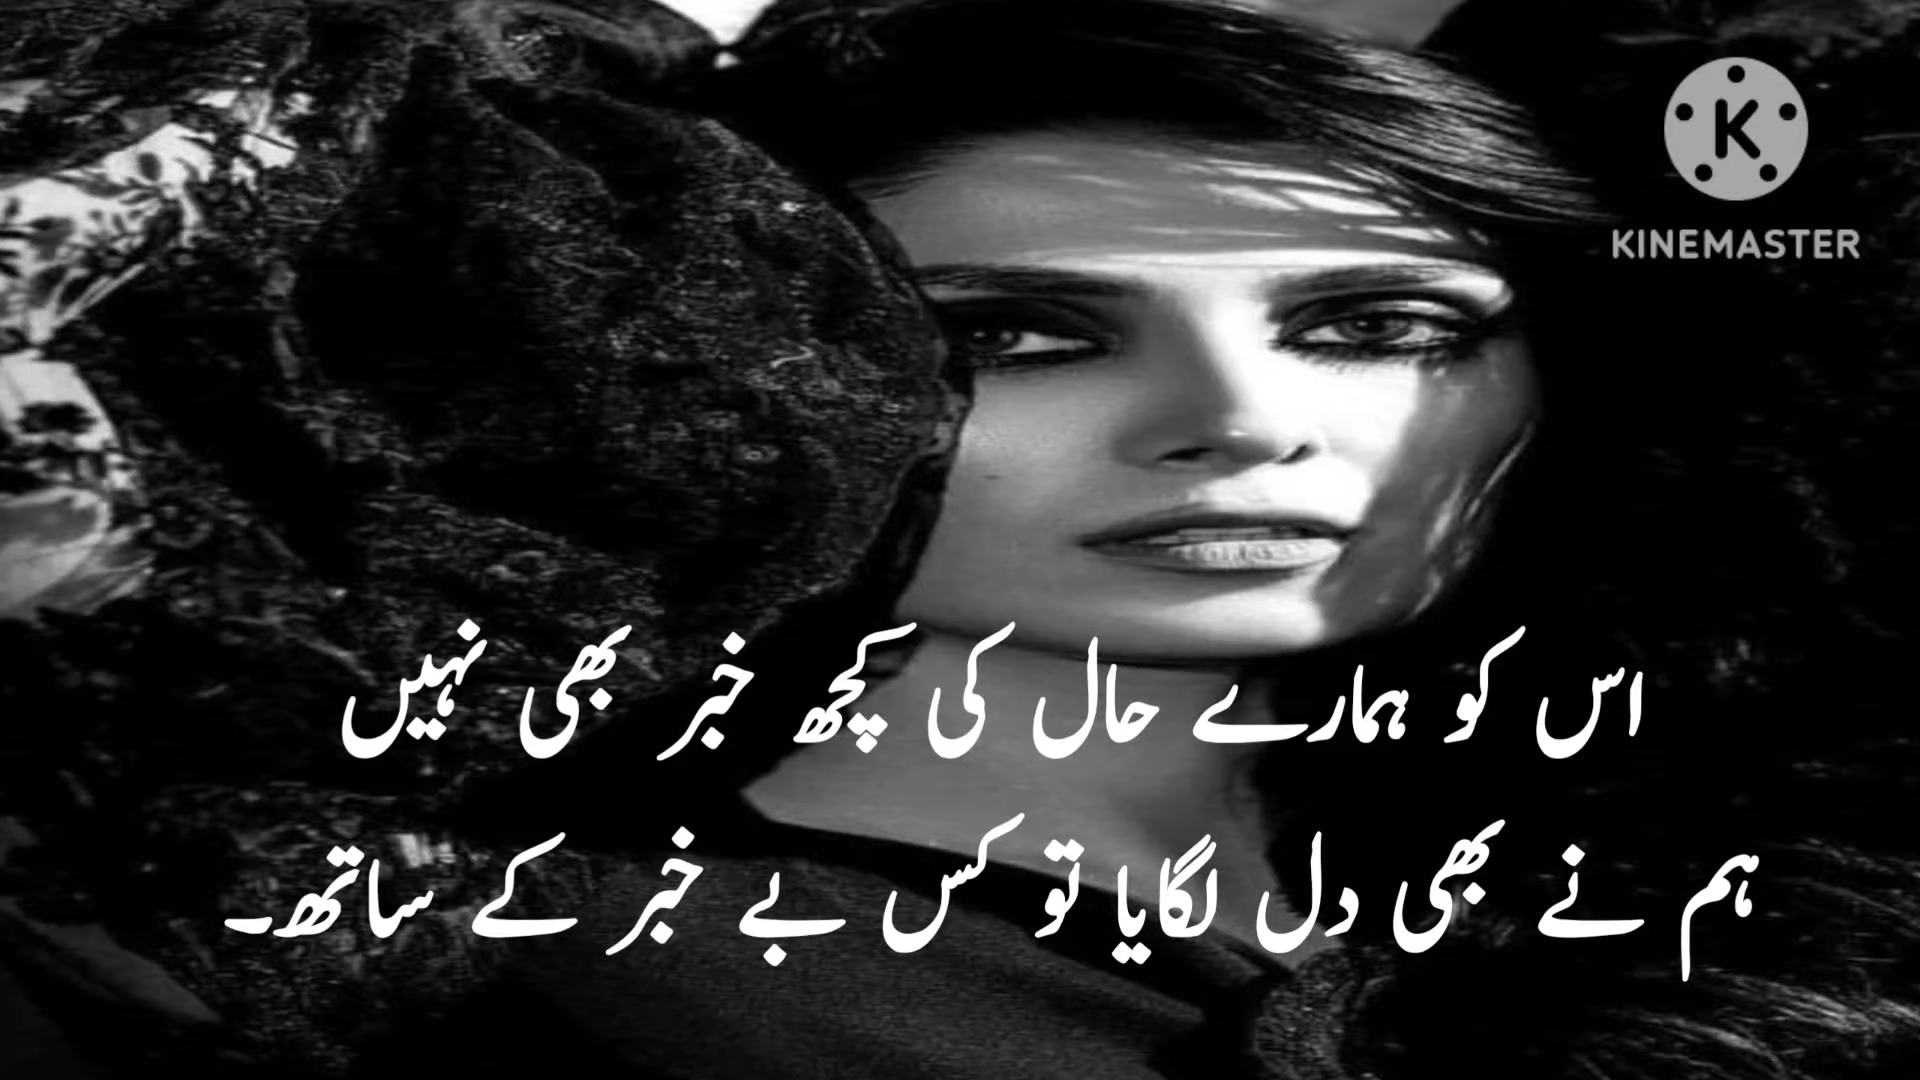 KINEMASTER
اس کو ہمارے حال کی کچھ خبر بھی نہیں
ہم نے بھی دل لگایا تو کس بے خبر کے ساتھ۔